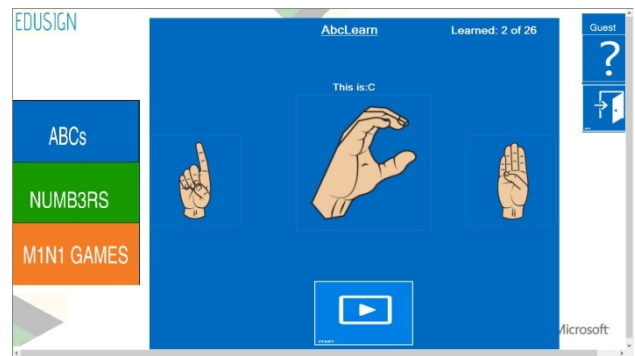 EDUSIGN
AbcLearn
Learned: 2 of 26
Guest
?
This is:C
ABCs
NUMB3RS
M1N1 GAMES
START
Microsoft